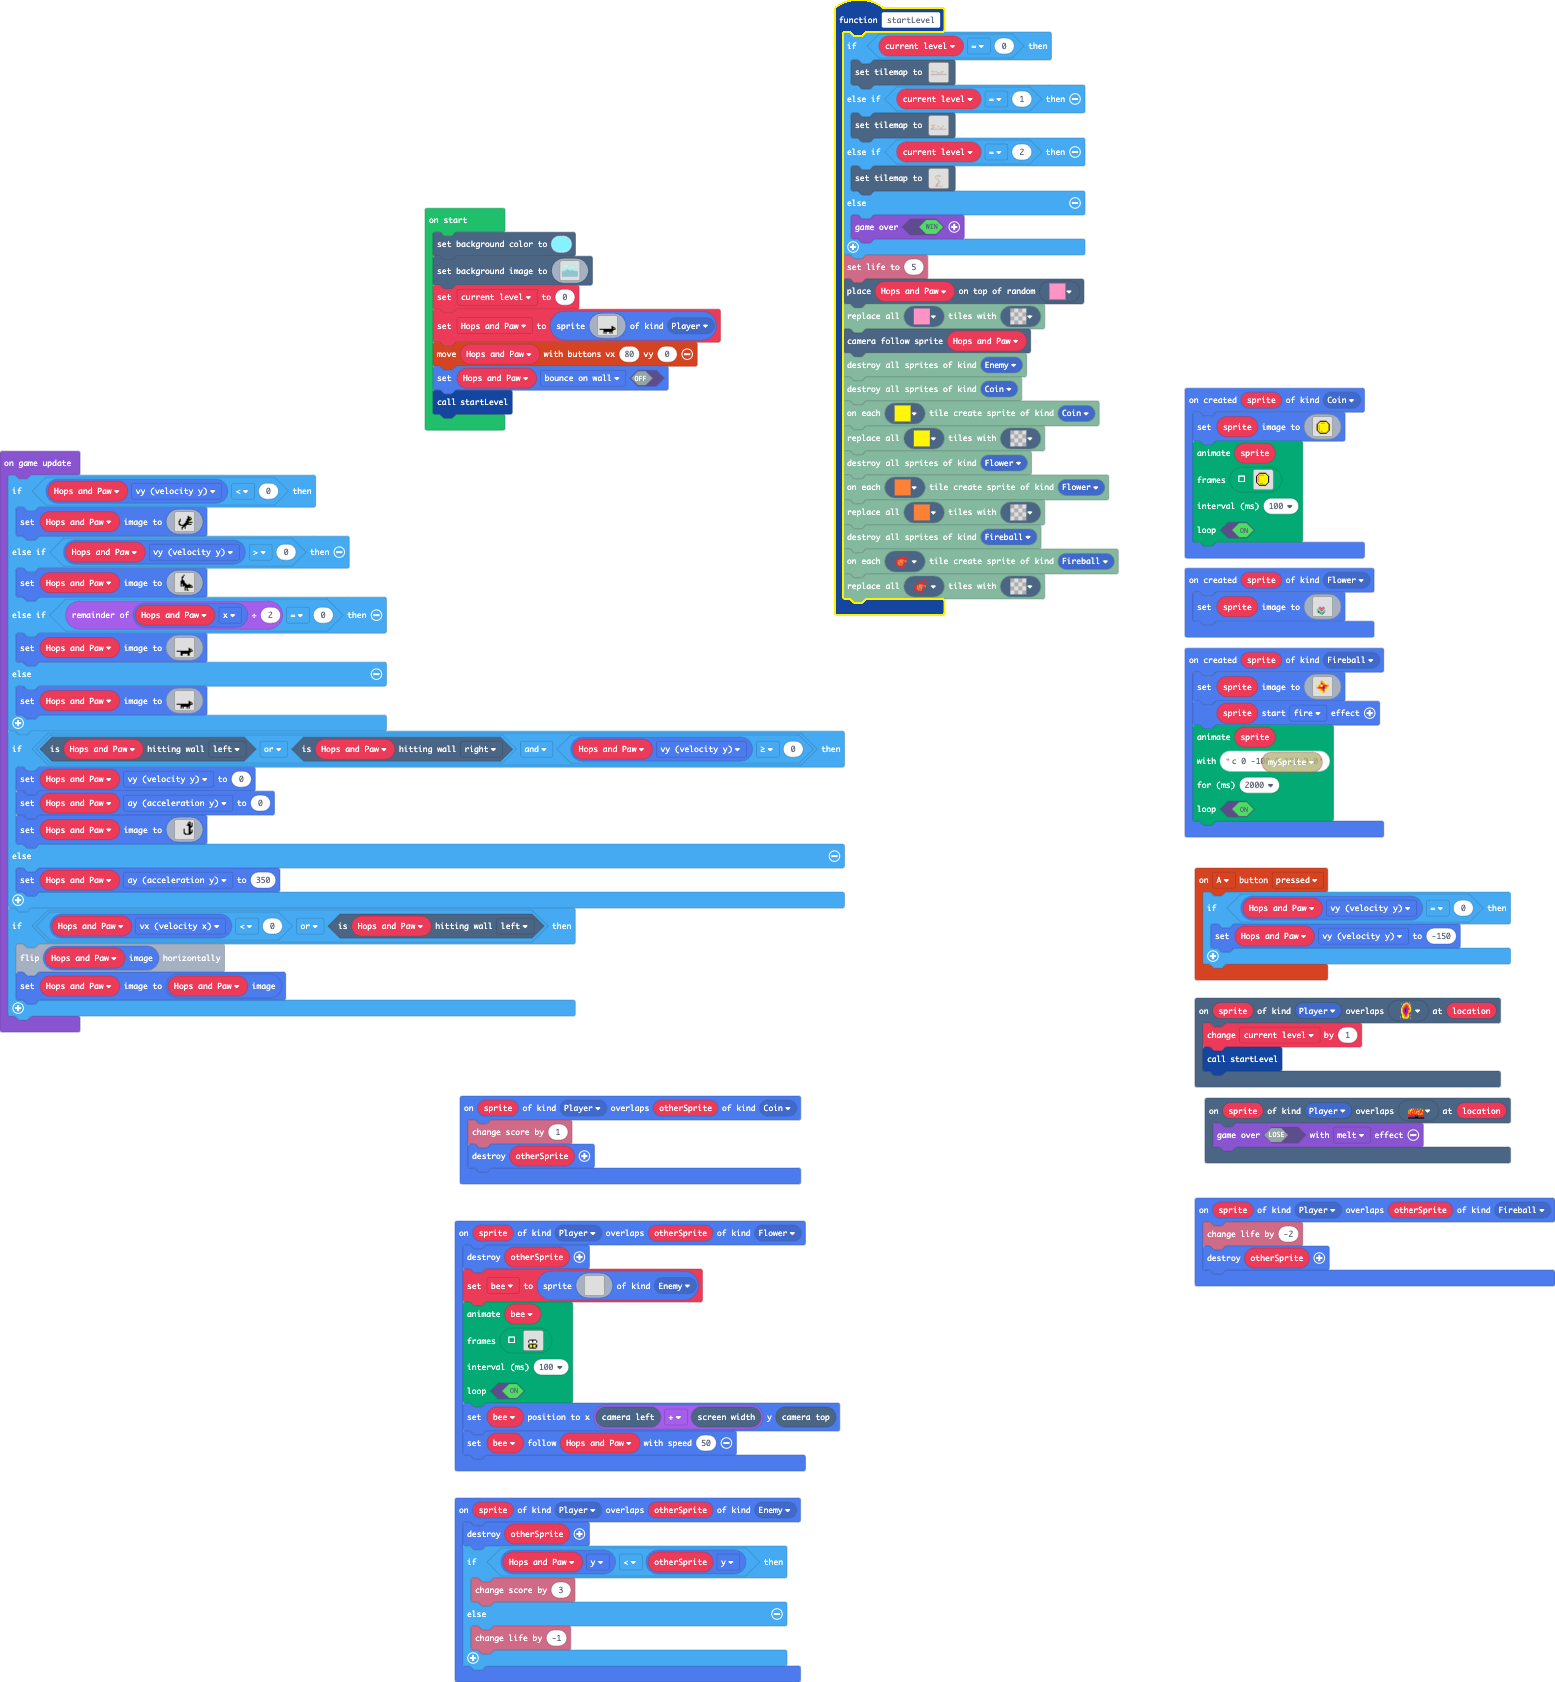 function startLevel
if current level = 0 then
set tilemap to
else if current level = 1 then
set tilemap to
else if current level = 2 then
set tilemap to
else
game over WIN
set life to 5
place Hops and Paw on top of random
replace all tiles with
camera follow sprite Hops and Paw
destroy all sprites of kind Enemy
destroy all sprites of kind Coin
on each tile create sprite of kind Coin
replace all tiles with
destroy all sprites of kind Flower
on each tile create sprite of kind Flower
replace all tiles with
destroy all sprites of kind Fireball
on each tile create sprite of kind Fireball
replace all tiles with
on start
set background color to
set background image to
set current level to 0
set Hops and Paw to sprite of kind Player
move Hops and Paw with buttons vx 80 vy 0
set Hops and Paw bounce on wall OFF
call startLevel
on game update
if Hops and Paw vy (velocity y) < 0 then
set Hops and Paw image to
else if Hops and Paw vy (velocity y) > 0 then
set Hops and Paw image to
else if remainder of Hops and Paw x ÷ 2 = 0 then
set Hops and Paw image to
else
set Hops and Paw image to
if is Hops and Paw hitting wall left or is Hops and Paw hitting wall right and Hops and Paw vy (velocity y) ≥ 0 then
set Hops and Paw vy (velocity y) to 0
set Hops and Paw ay (acceleration y) to 0
set Hops and Paw image to
else
set Hops and Paw ay (acceleration y) to 350
if Hops and Paw vx (velocity x) < 0 or is Hops and Paw hitting wall left then
flip Hops and Paw image horizontally
set Hops and Paw image to Hops and Paw image
on created sprite of kind Coin
set sprite image to
animate sprite
frames
interval (ms) 100
loop ON
on created sprite of kind Flower
set sprite image to
on created sprite of kind Fireball
set sprite image to
sprite start fire effect
animate sprite
with "c 0 -1 mySprite
for (ms) 2000
loop ON
on A button pressed
if Hops and Paw vy (velocity y) = 0 then
set Hops and Paw vy (velocity y) to -150
on sprite of kind Player overlaps at location
change current level by 1
call startLevel
on sprite of kind Player overlaps at location
game over LOSE with melt effect
on sprite of kind Player overlaps otherSprite of kind Fireball
change life by -2
destroy otherSprite
on sprite of kind Player overlaps otherSprite of kind Coin
change score by 1
destroy otherSprite
on sprite of kind Player overlaps otherSprite of kind Flower
destroy otherSprite
set bee to sprite of kind Enemy
animate bee
frames
interval (ms) 100
loop ON
set bee position to x camera left + screen width y camera top
set bee follow Hops and Paw with speed 50
on sprite of kind Player overlaps otherSprite of kind Enemy
destroy otherSprite
if Hops and Paw y < otherSprite y then
change score by 3
else
change life by -1